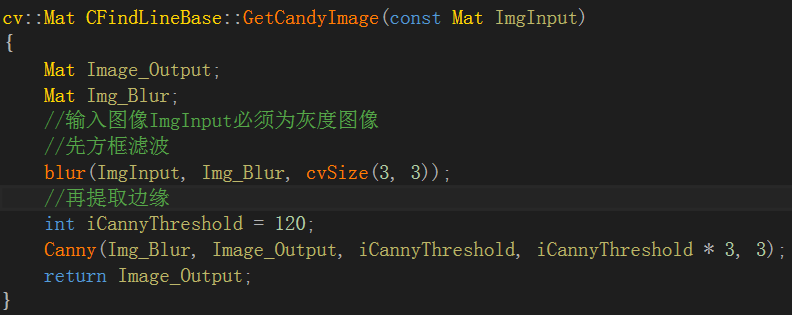 cv::Mat CFindLineBase::GetCandyImage(const Mat ImgInput)
{
    Mat Image_Output;
    Mat Img_Blur;
    //输入图像ImgInput必须为灰度图像
    //先方框滤波
    blur(ImgInput, Img_Blur, cvSize(3, 3));
    //再提取边缘
    int iCannyThreshold = 120;
    Canny(Img_Blur, Image_Output, iCannyThreshold, iCannyThreshold * 3, 3);
    return Image_Output;
}